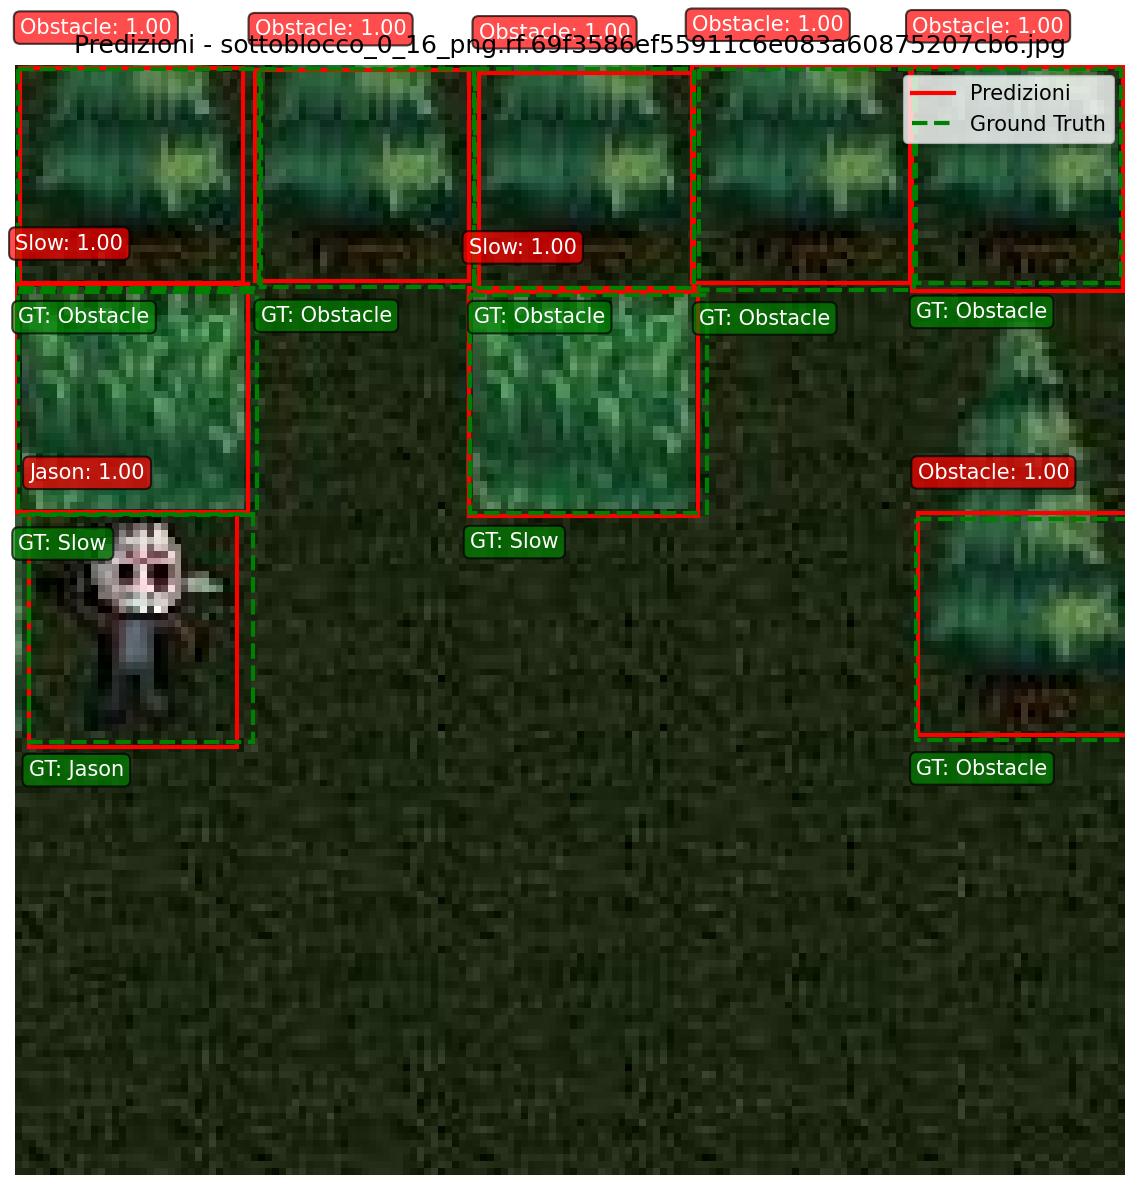 Obstacle: 1.00
Obstacle: 1.00
Obstacle: 1.00
Obstacle: 1.00
Obstacle: 1.00
Predizioni - sottoblocco_0_16_png.rf.69f3586ef55911c6e083a60875207cb6.jpg
Predizioni
Ground Truth
Slow: 1.00
Slow: 1.00
GT: Obstacle
GT: Obstacle
GT: Obstacle
GT: Obstacle
GT: Obstacle
Jason: 1.00
Obstacle: 1.00
GT: Slow
GT: Slow
GT: Jason
GT: Obstacle